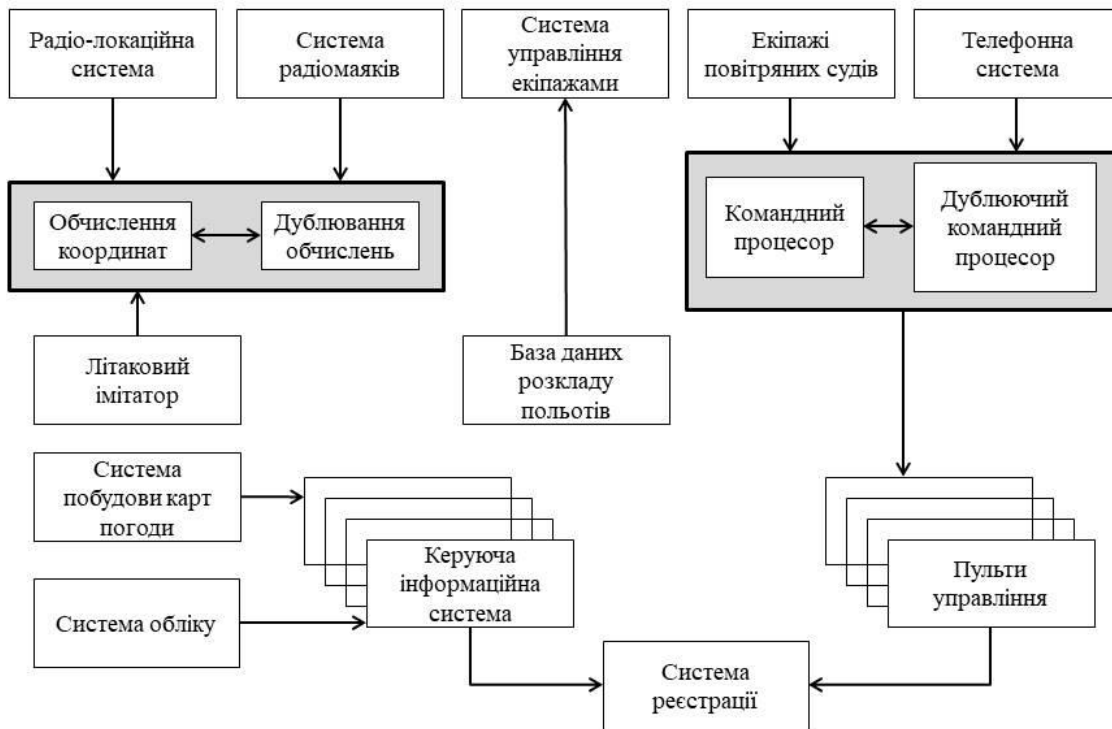 Радіо-локаційна
система
Система
радіомаяків
Система
управління
екіпажами
Екіпажі
повітряних судів
Телефонна
система
Обчислення
координат
Дублювання
обчислень
Командний
процесор
Дублюючий
командний
процесор
Літаковий
імітатор
База даних
розкладу
польотів
Система
побудови карт
погоди
Керуюча
інформаційна
система
Пульти
управління
Система обліку
Система
реєстрації